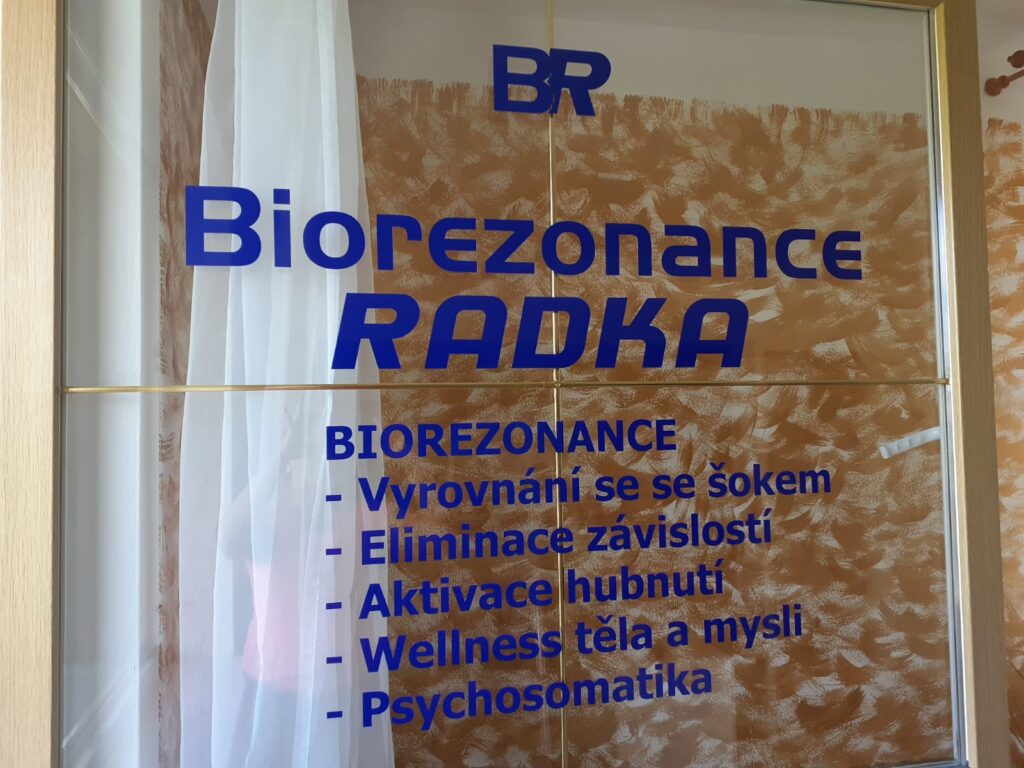 BR
Biorezonance
RADKA
BIOREZONANCE
- Vyrovnání se se šokem
- Eliminace závislostí
- Aktivace hubnutí
- Wellness těla a mysli
- Psychosomatika